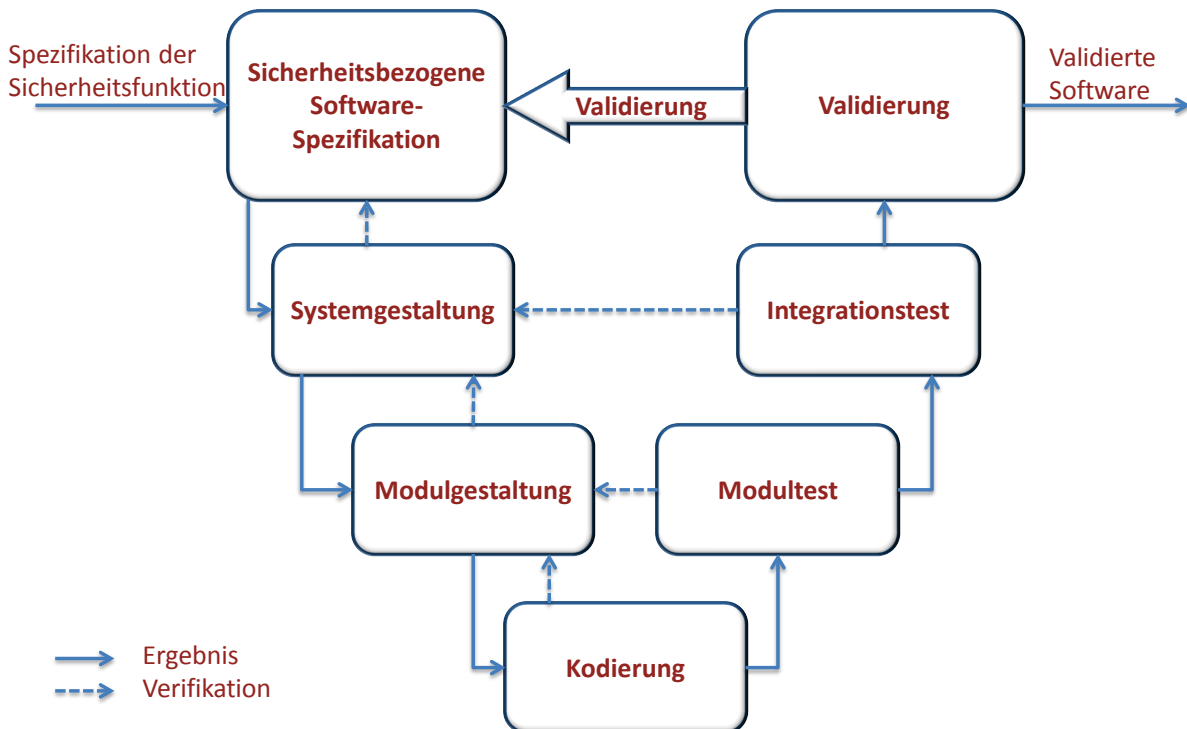 Spezifikation der
Sicherheitsfunktion
Sicherheitsbezogene
Software-
Spezifikation
Validierung
Validierung
Validierte
Software
Systemgestaltung
Integrationstest
Modulgestaltung
Modultest
Kodierung
Ergebnis
Verifikation